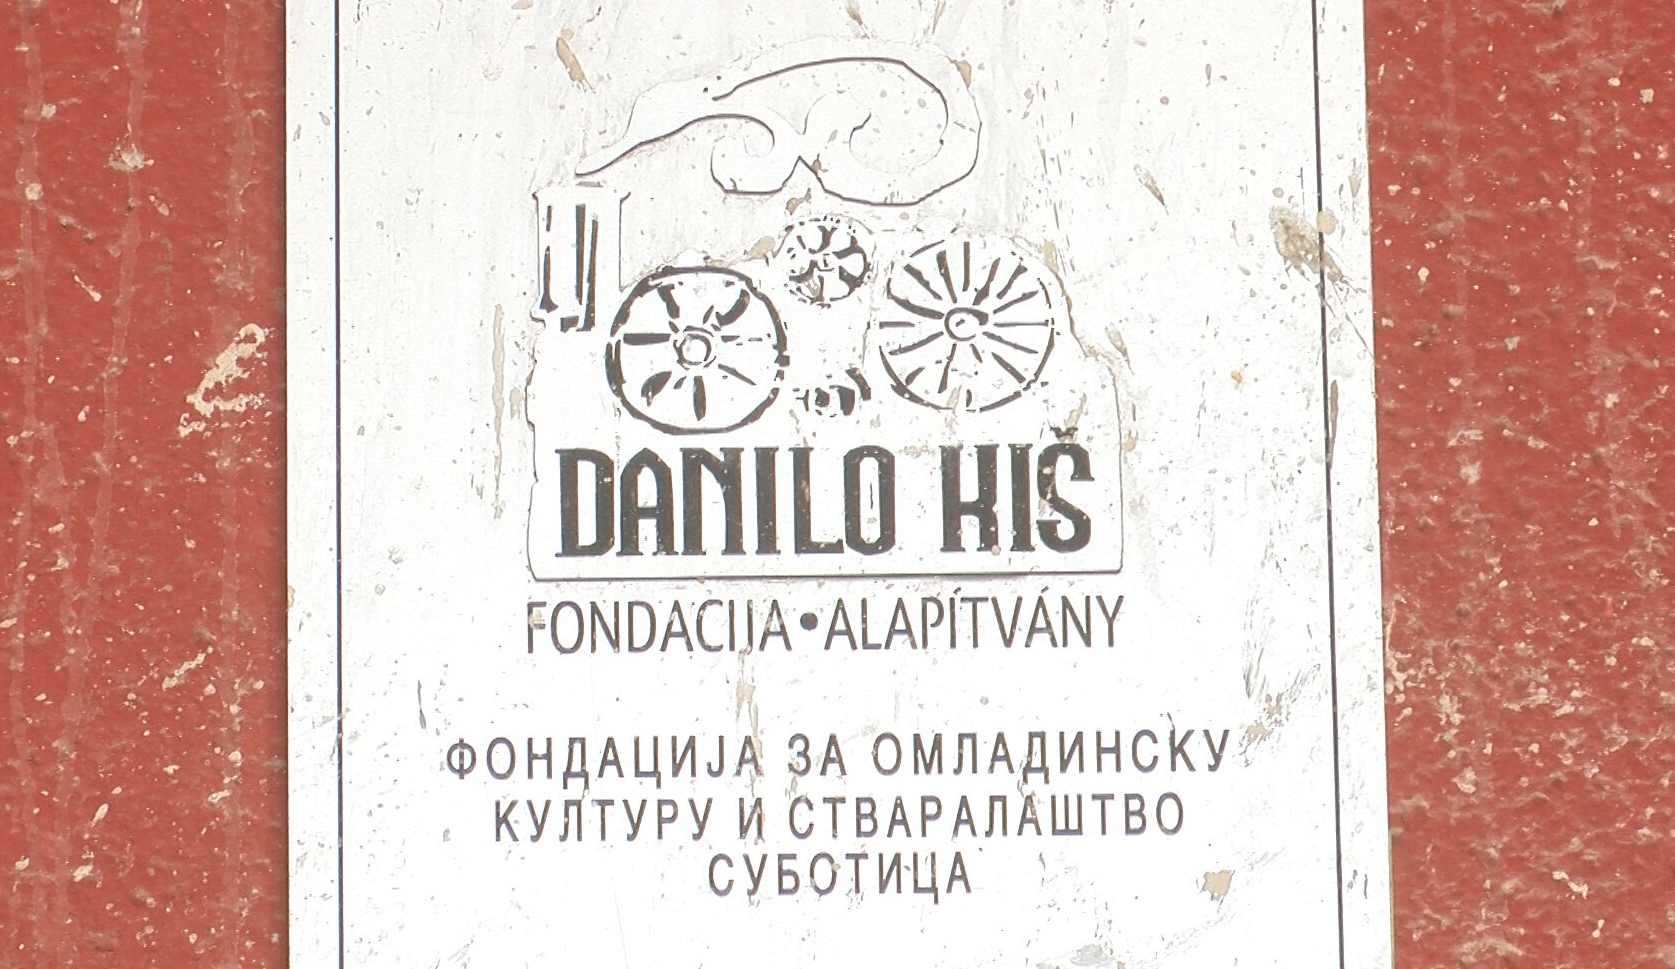 DANILO KIŠ
FONDACIJA•ALAPÍTVÁNY
ФОНДАЦИЈА ЗА ОМЛАДИНСКУ
КУЛТУРУ И СТВАРАЛАШТВО
СУБОТИЦА